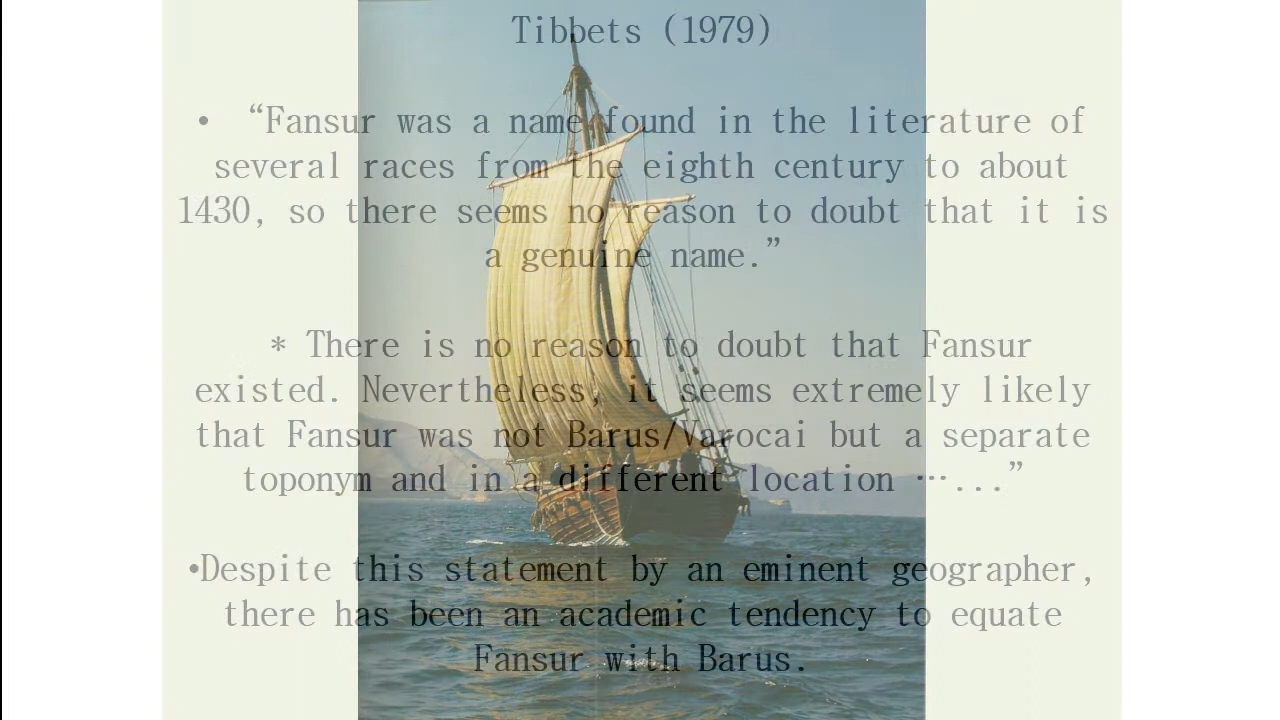 Tibbets (1979)
• “Fansur was a name found in the literature of
several races from the eighth century to about
1430, so there seems no reason to doubt that it is
a genuine name.”
* There is no reason to doubt that Fansur
existed. Nevertheless, it seems extremely likely
that Fansur was not Barus/Varocai but a separate
toponym and in a different location …...”
•Despite this statement by an eminent geographer,
there has been an academic tendency to equate
Fansur with Barus.